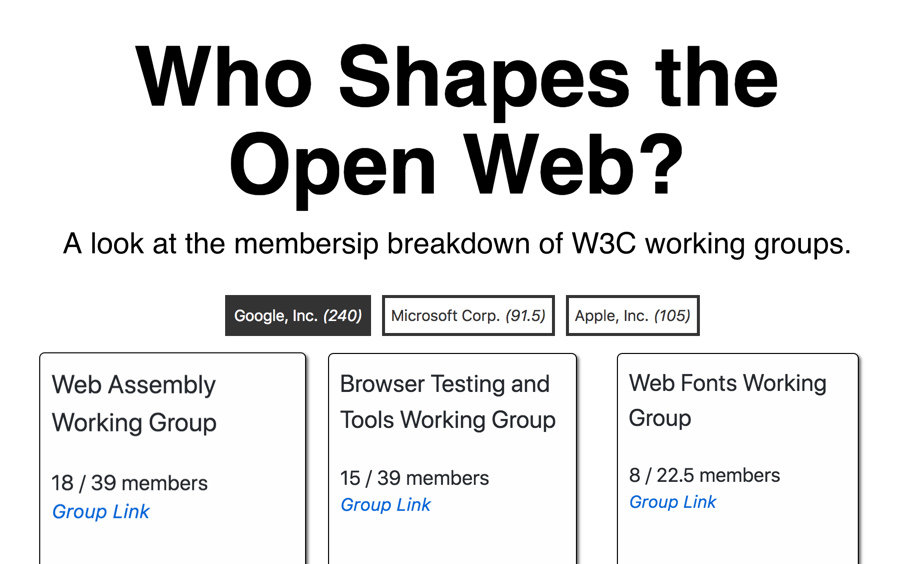 Who Shapes the
Open Web?
A look at the membersip breakdown of W3C working groups.
Google, Inc. (240) Microsoft Corp. (91.5) Apple, Inc. (105)
Web Assembly
Working Group
18 / 39 members
Group Link
Browser Testing and
Tools Working Group
15 / 39 members
Group Link
Web Fonts Working
Group
8 / 22.5 members
Group Link